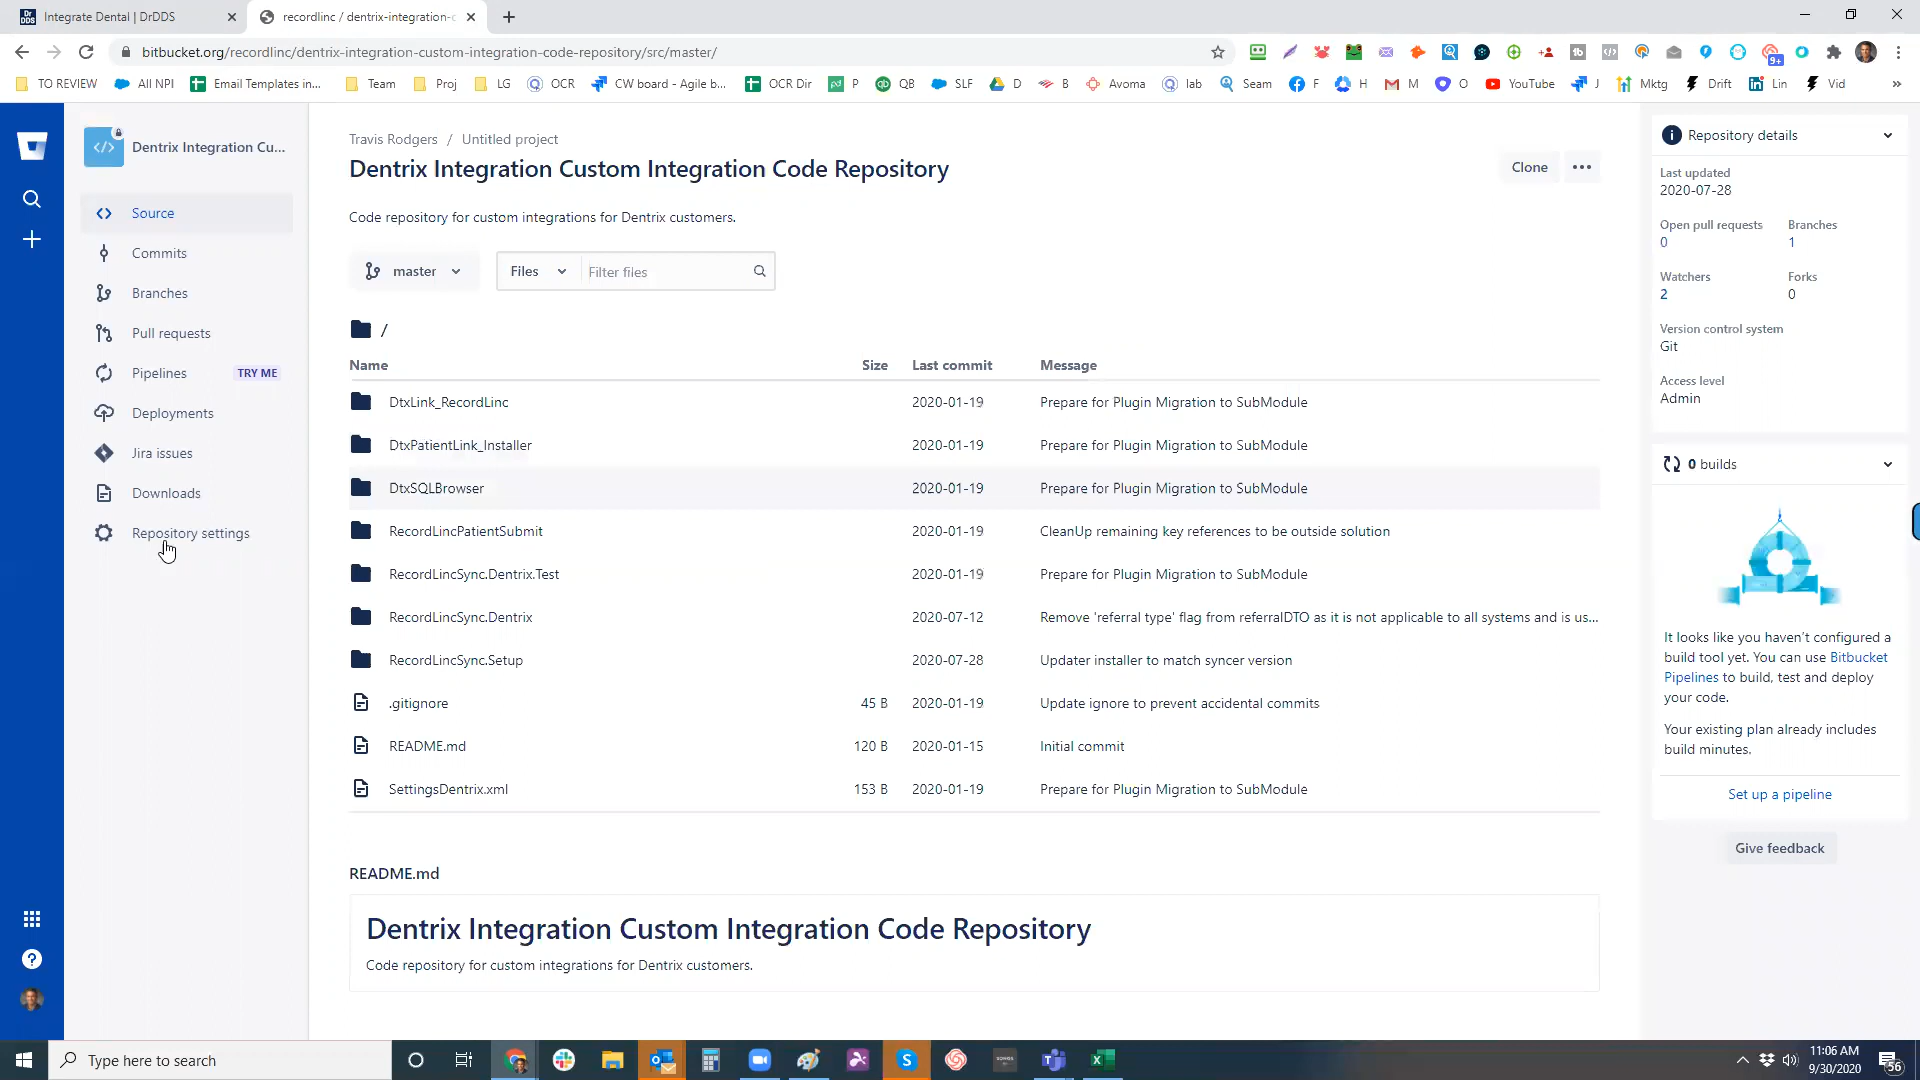 Integrate Dental | DrDDS
recordlinc / dentrix-integration-c
bitbucket.org/recordlinc/dentrix-integration-custom-integration-code-repository/src/master/
9+
TO REVIEW
All NPI
Email Templates in...
Team
Proj
LG
OCR
CW board - Agile b...
OCR Dir
P
QB
SLF
D
B
Avoma
lab
Seam
F
H
M
O
YouTube
J
Mktg
Drift
Lin
Vid
Dentrix Integration Cu...
Source
Commits
Branches
Pull requests
Pipelines TRY ME
Deployments
Jira issues
Downloads
Repository settings
Travis Rodgers / Untitled project
Dentrix Integration Custom Integration Code Repository
Clone
Code repository for custom integrations for Dentrix customers.
master
Files
Filter files
/
Name Size Last commit Message
DtxLink_RecordLinc 2020-01-19 Prepare for Plugin Migration to SubModule
DtxPatientLink_Installer 2020-01-19 Prepare for Plugin Migration to SubModule
DtxSQLBrowser 2020-01-19 Prepare for Plugin Migration to SubModule
RecordLincPatientSubmit 2020-01-19 CleanUp remaining key references to be outside solution
RecordLincSync.Dentrix.Test 2020-01-19 Prepare for Plugin Migration to SubModule
RecordLincSync.Dentrix 2020-07-12 Remove 'referral type' flag from referralDTO as it is not applicable to all systems and is us...
RecordLincSync.Setup 2020-07-28 Updater installer to match syncer version
.gitignore 45 B 2020-01-19 Update ignore to prevent accidental commits
README.md 120 B 2020-01-15 Initial commit
SettingsDentrix.xml 153 B 2020-01-19 Prepare for Plugin Migration to SubModule
README.md
Dentrix Integration Custom Integration Code Repository
Code repository for custom integrations for Dentrix customers.
Repository details
Last updated
2020-07-28
Open pull requests Branches
0 1
Watchers Forks
2 0
Version control system
Git
Access level
Admin
0 builds
It looks like you haven't configured a
build tool yet. You can use Bitbucket
Pipelines to build, test and deploy
your code.
Your existing plan already includes
build minutes.
Set up a pipeline
Give feedback
Type here to search
11:06 AM
9/30/2020
56